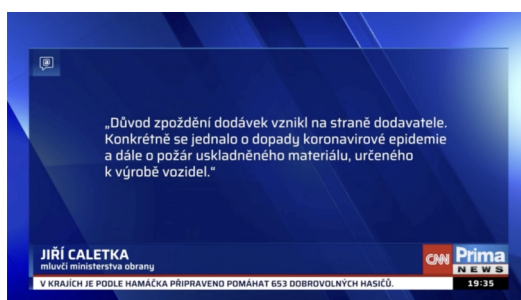 „Důvod zpoždění dodávek vznikl na straně dodavatele.
Konkrétně se jednalo o dopady koronavirové epidemie
a dále o požár uskladněného materiálu, určeného
k výrobě vozidel.“
JIŘÍ CALETKA
mluvčí ministerstva obrany
CNN Prima
NEWS
V KRAJÍCH JE PODLE HAMÁČKA PŘIPRAVENO POMÁHAT 653 DOBROVOLNÝCH HASIČŮ.
19:35